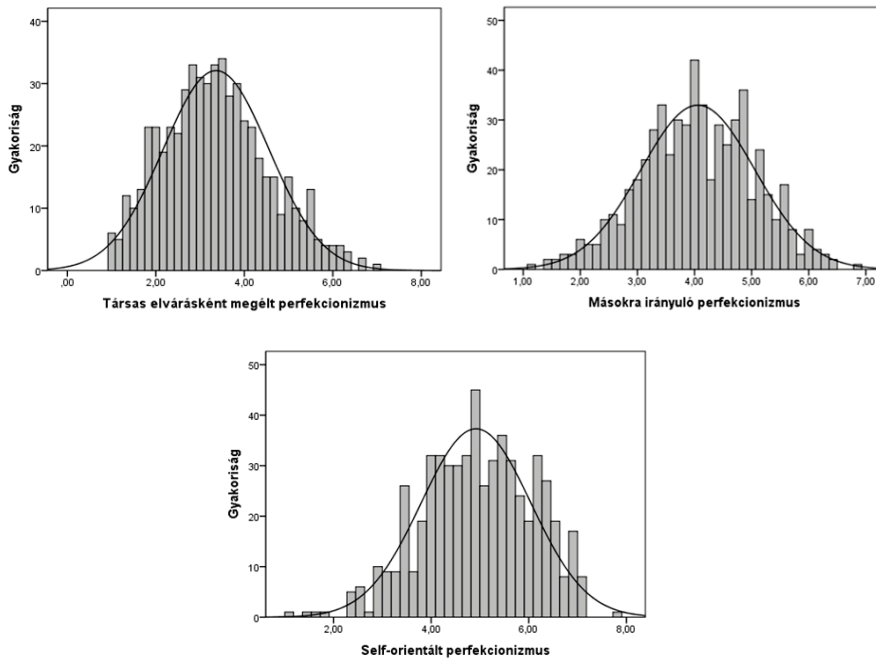 40
30
20
10
0
Gyakoriság
,00 2,00 4,00 6,00 8,00
Társas elvárásként megélt perfekcionizmus
50
40
30
20
10
0
Gyakoriság
1,00 2,00 3,00 4,00 5,00 6,00 7,00
Másokra irányuló perfekcionizmus
50
40
30
20
10
0
Gyakoriság
2,00 4,00 6,00 8,00
Self-orientált perfekcionizmus